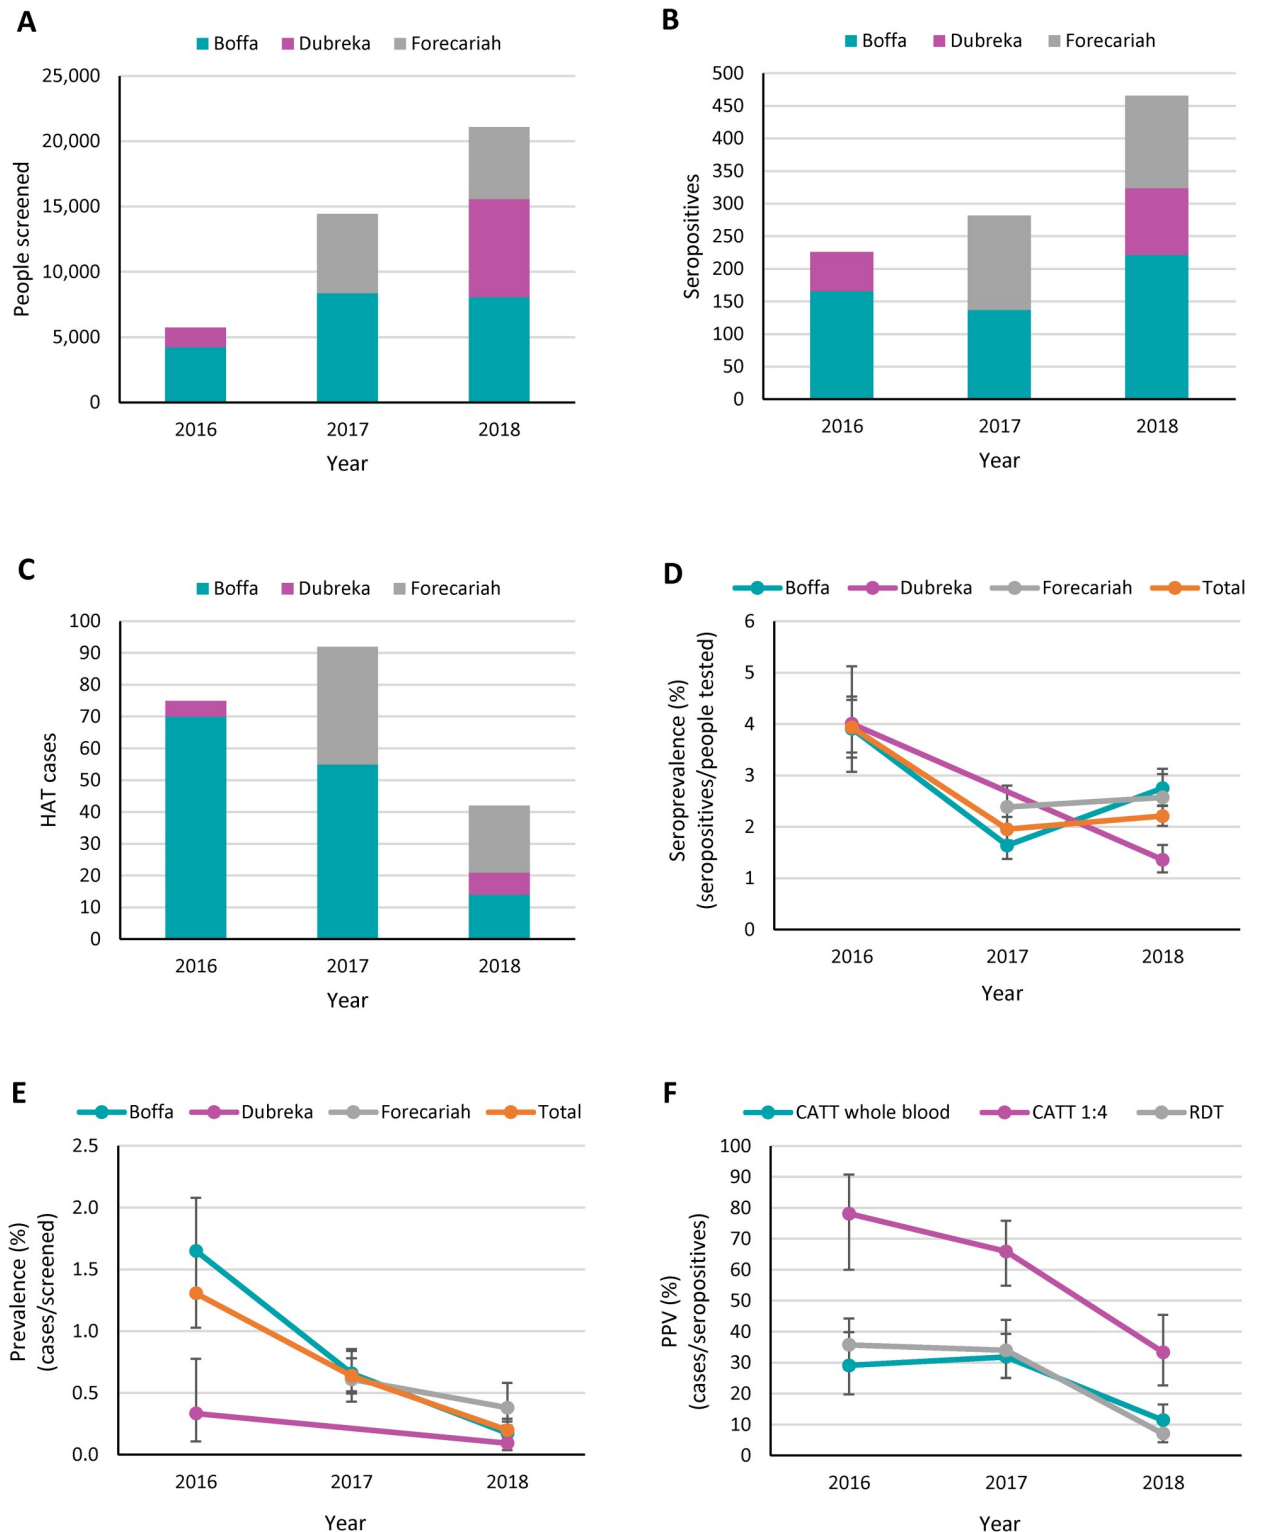 A
Boffa Dubreka Forecariah
25,000
20,000
15,000
10,000
5,000
0
People screened
2016 2017 2018
Year
B
Boffa Dubreka Forecariah
500
450
400
350
300
250
200
150
100
50
0
Seropositives
2016 2017 2018
Year
C
Boffa Dubreka Forecariah
100
90
80
70
60
50
40
30
20
10
0
HAT cases
2016 2017 2018
Year
D
Boffa Dubreka Forecariah Total
6
5
4
3
2
1
0
Seroprevalence (%)
(seropositives/people tested)
2016 2017 2018
Year
E
Boffa Dubreka Forecariah Total
2.5
2.0
1.5
1.0
0.5
0.0
Prevalence (%)
(cases/screened)
2016 2017 2018
Year
F
CATT whole blood CATT 1:4 RDT
100
90
80
70
60
50
40
30
20
10
0
PPV (%)
(cases/seropositives)
2016 2017 2018
Year